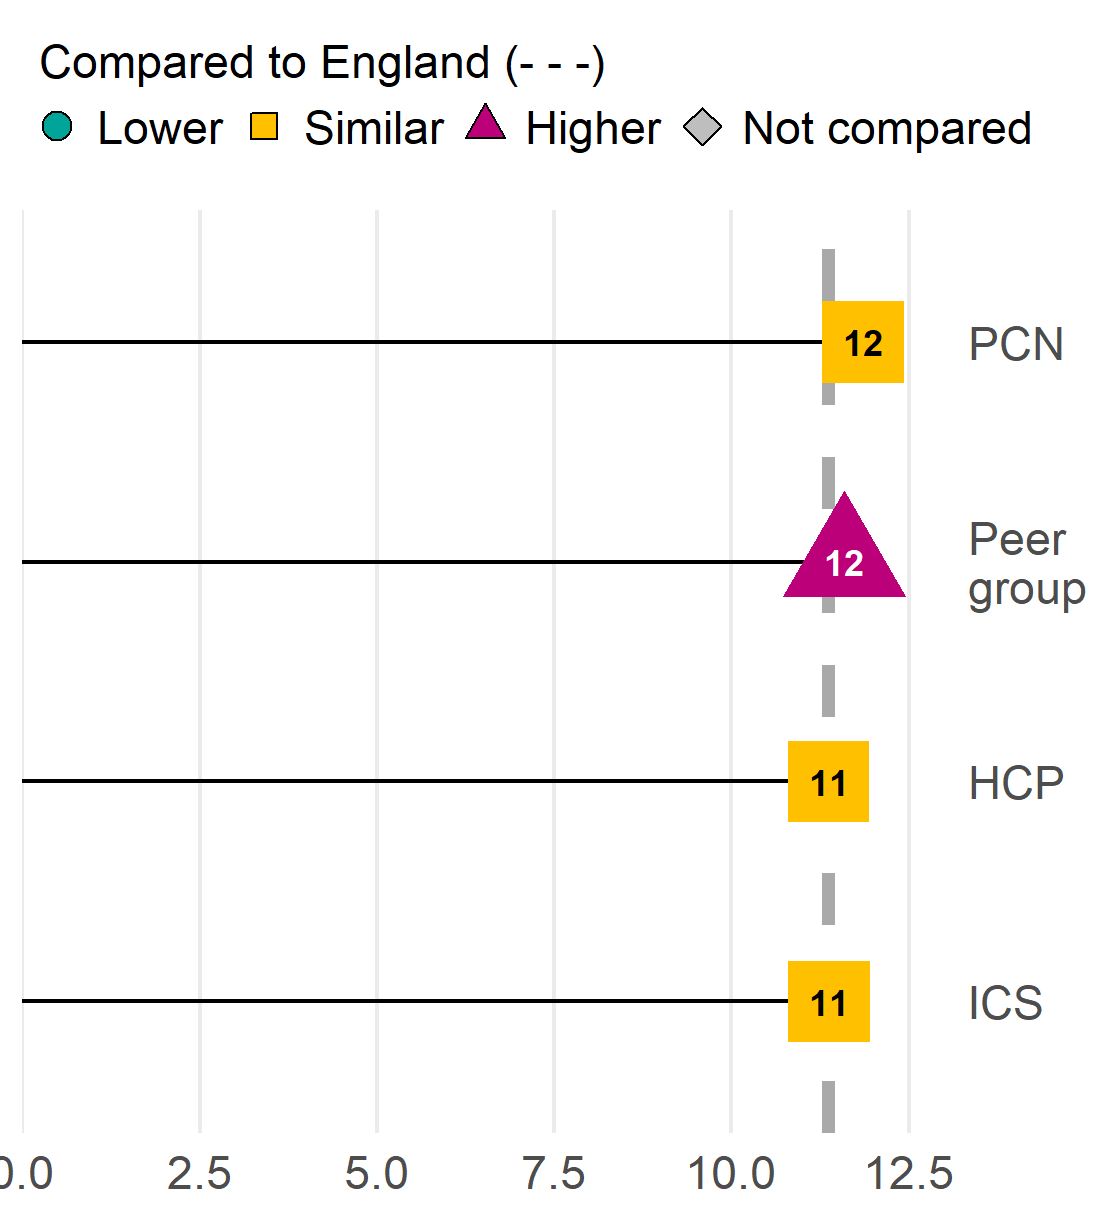 Compared to England (- - -)
Lower Similar Higher Not compared
12 PCN
Peer
12
group
11 HCP
11 ICS
0.0 2.5 5.0 7.5 10.0 12.5